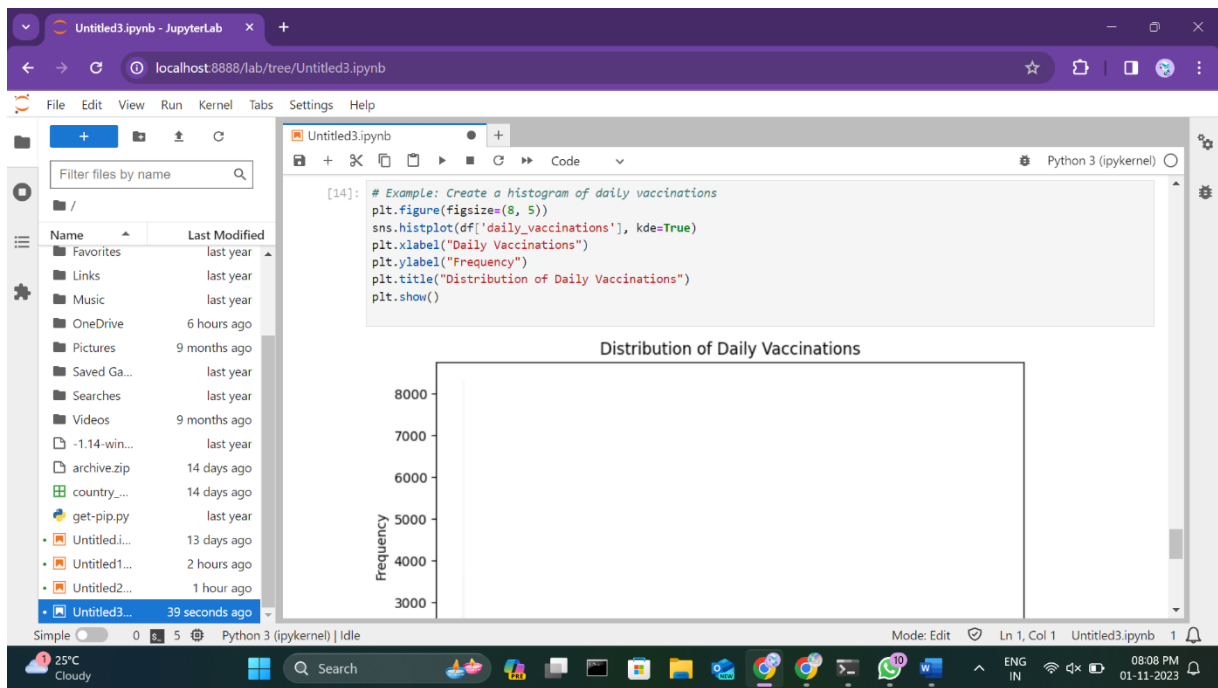 Untitled3.ipynb - JupyterLab
localhost:8888/lab/tree/Untitled3.ipynb
File Edit View Run Kernel Tabs Settings Help
Untitled3.ipynb
Code
Python 3 (ipykernel)
Filter files by name
/
Name Last Modified
Favorites last year
Links last year
Music last year
OneDrive 6 hours ago
Pictures 9 months ago
Saved Ga... last year
Searches last year
Videos 9 months ago
-1.14-win... last year
archive.zip 14 days ago
country_... 14 days ago
get-pip.py last year
Untitled.i... 13 days ago
Untitled1... 2 hours ago
Untitled2... 1 hour ago
Untitled3... 39 seconds ago
[14]: # Example: Create a histogram of daily vaccinations
plt.figure(figsize=(8, 5))
sns.histplot(df['daily_vaccinations'], kde=True)
plt.xlabel("Daily Vaccinations")
plt.ylabel("Frequency")
plt.title("Distribution of Daily Vaccinations")
plt.show()
Distribution of Daily Vaccinations
8000
7000
6000
5000
4000
3000
Frequency
Simple 0 $_ 5 Python 3 (ipykernel) | Idle Mode: Edit Ln 1, Col 1 Untitled3.ipynb 1
1 25°C
Cloudy
Search
PRE
NEW
10
W
ENG
IN
08:08 PM
01-11-2023